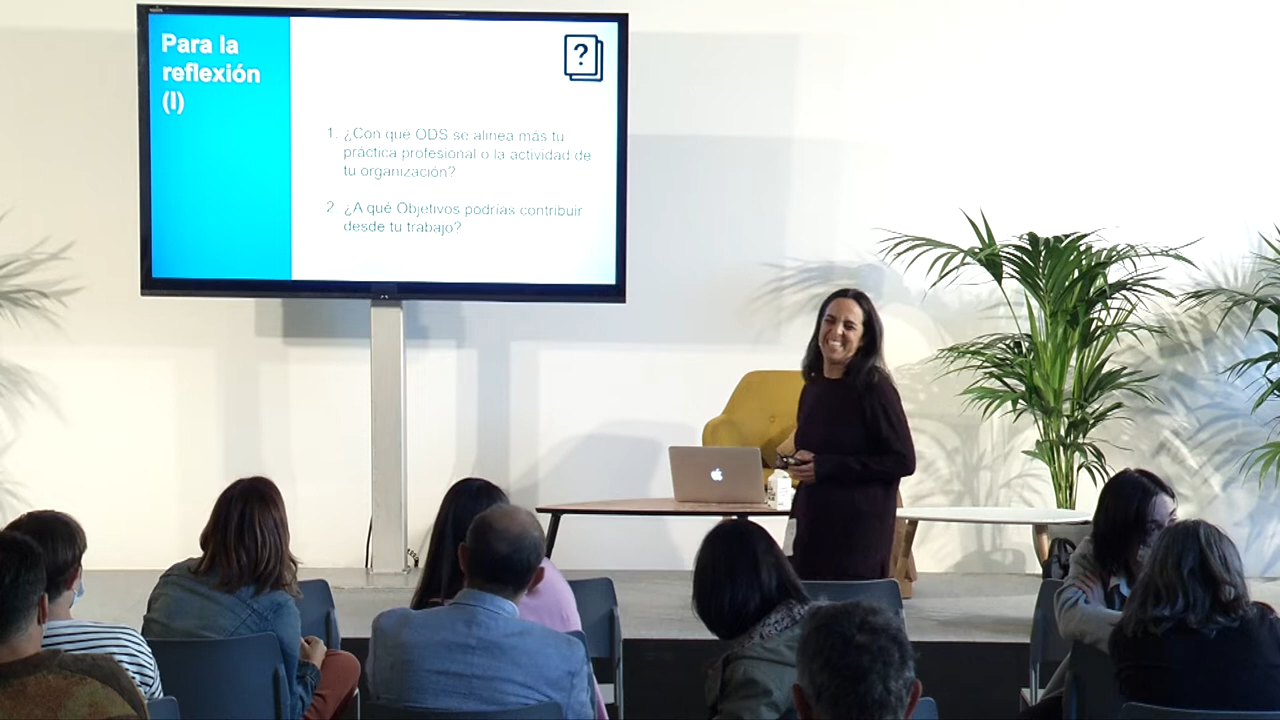 Para la
reflexión
(I)
?
1. ¿Con qué ODS se alinea más tu
práctica profesional o la actividad de
tu organización?
2. ¿A qué Objetivos podrías contribuir
desde tu trabajo?